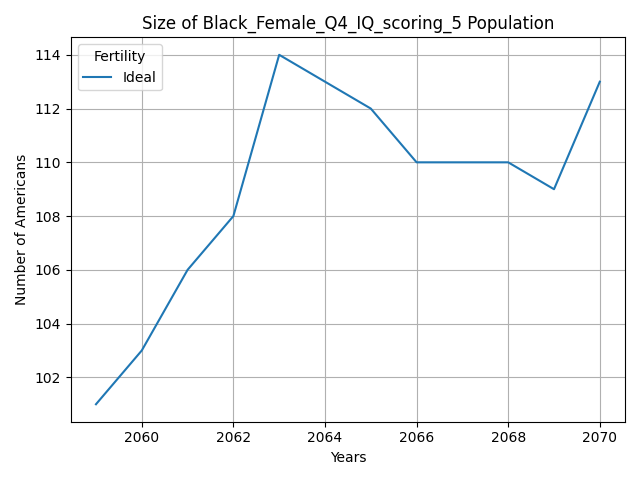 Size of Black_Female_Q4_IQ_scoring_5 Population
Fertility
Ideal
Number of Americans
114
112
110
108
106
104
102
2060 2062 2064 2066 2068 2070
Years